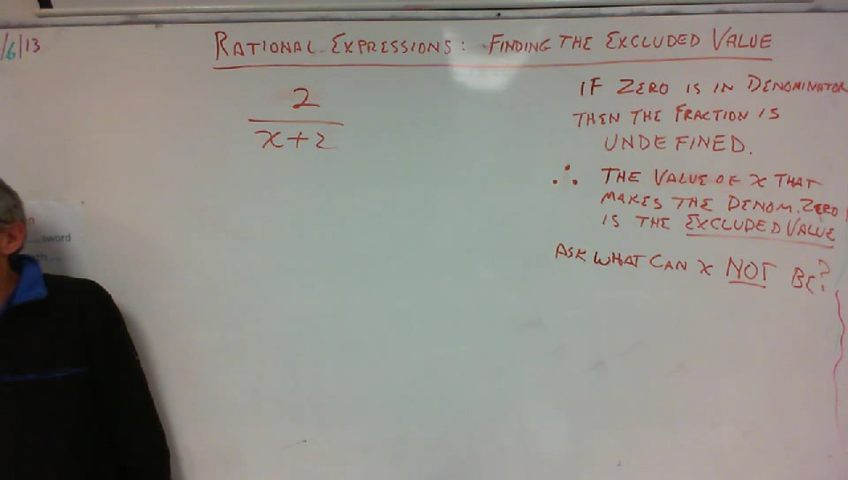 /6/13
RATIONAL EXPRESSIONS: FINDING THE EXCLUDED VALUE
2
x+2
IF ZERO IS IN DENOMINATOR
THEN THE FRACTION IS
UNDEFINED.
∴ THE VALUE OF x THAT
MAKES THE DENOM. ZERO
IS THE EXCLUDED VALUE
ASK WHAT CAN x NOT BE?